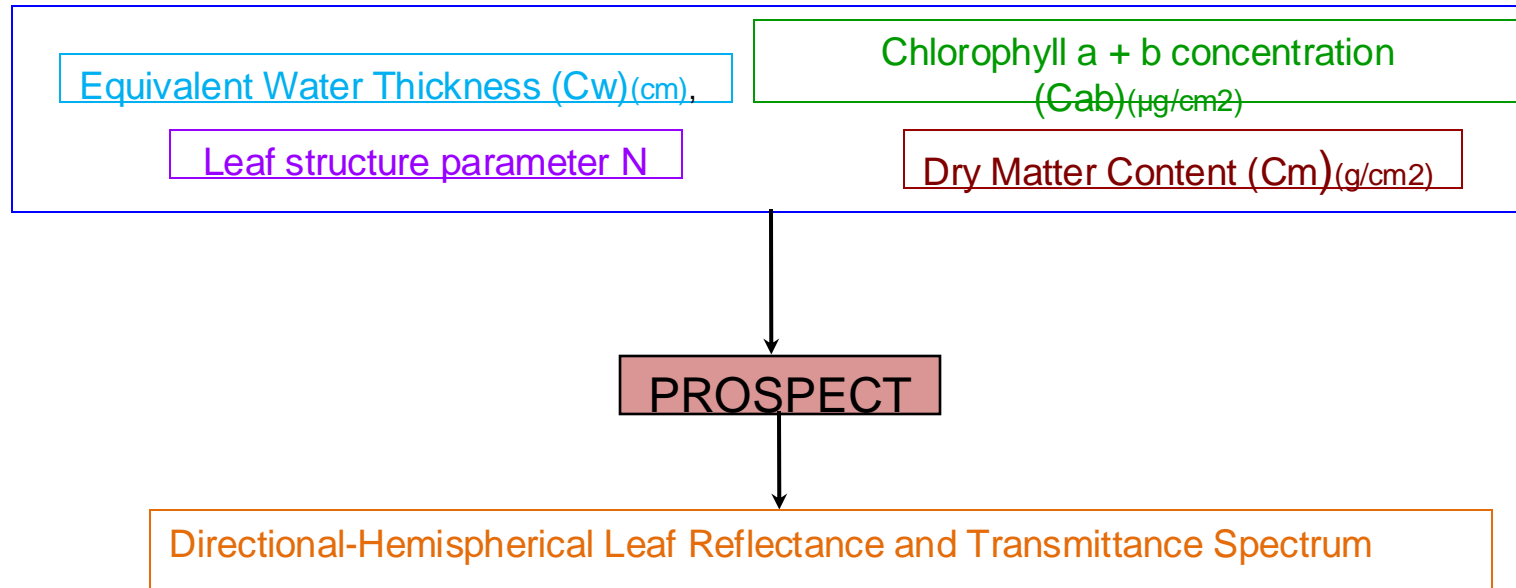 Equivalent Water Thickness (Cw)(cm),
Chlorophyll a + b concentration
(Cab)(µg/cm2)
Leaf structure parameter N
Dry Matter Content (Cm)(g/cm2)
PROSPECT
Directional-Hemispherical Leaf Reflectance and Transmittance Spectrum